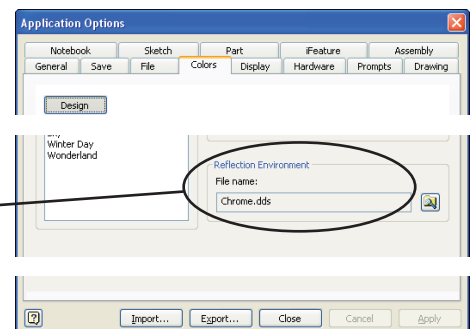 Application Options
Notebook Sketch Part iFeature Assembly
General Save File Colors Display Hardware Prompts Drawing
Design
Winter Day
Wonderland
Reflection Environment
File name:
Chrome.dds
Import... Export... Close Cancel Apply